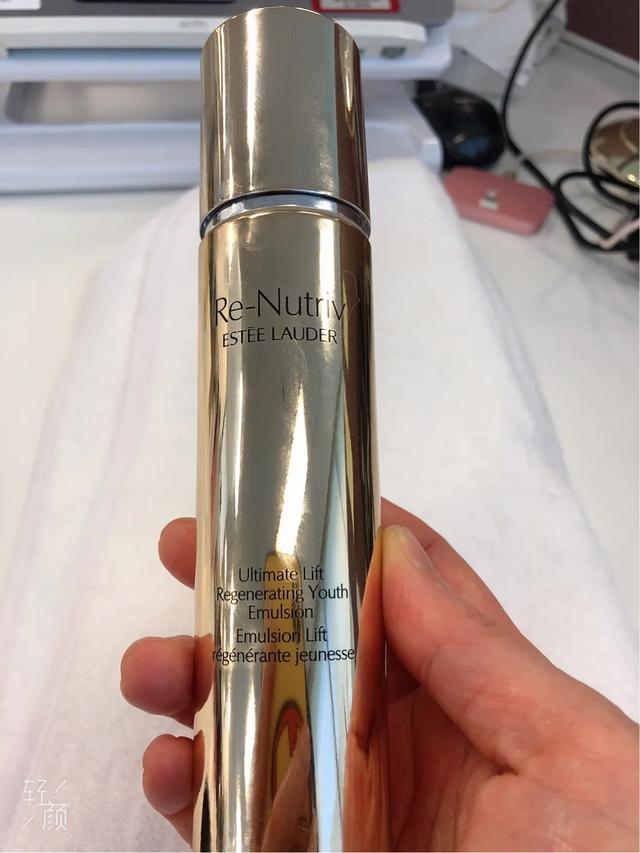 Re-Nutriv
ESTĒE LAUDER
Ultimate Lift
Regenerating Youth
Emulsion
Emulsion Lift
régénérante jeunesse
轻颜